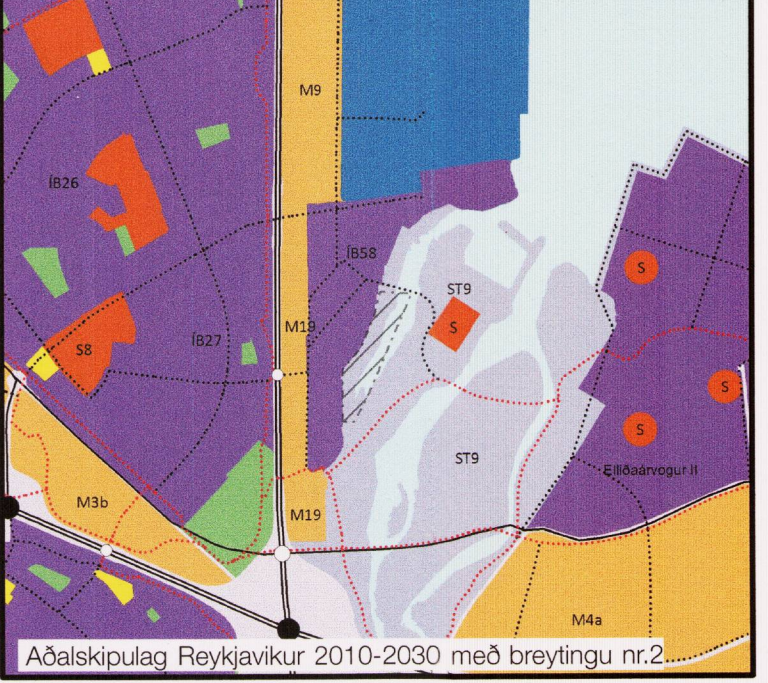 M9
ÍB26
ÍB58
S
ST9
S
M19
ÍB27
S8
S
S
ST9
Elliðaárvogur II
M3b
M19
M4a
Aðalskipulag Reykjavikur 2010-2030 með breytingu nr.2